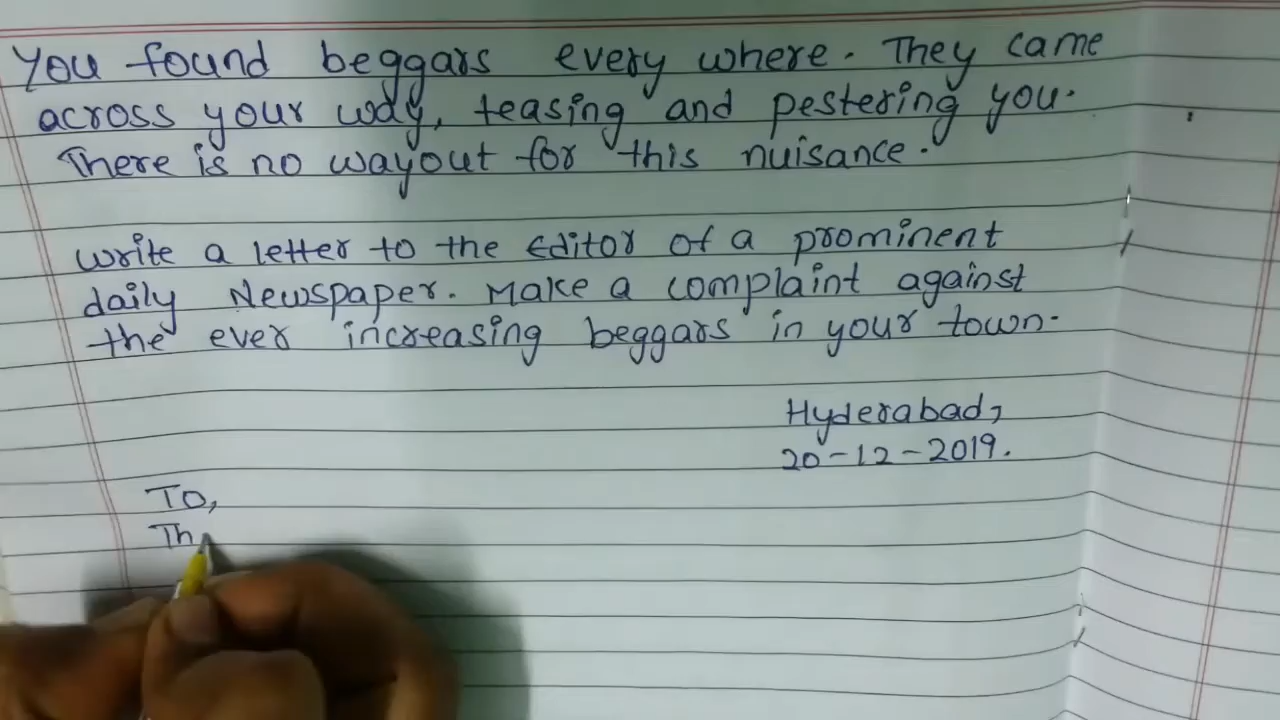 You found beggars every where. They came
across your way, teasing and pestering you.
There is no wayout for this nuisance.
Write a letter to the Editor of a prominent
daily Newspaper. Make a complaint against
the ever increasing beggars in your town.
Hyderabad,
20-12-2019.
To,
Th